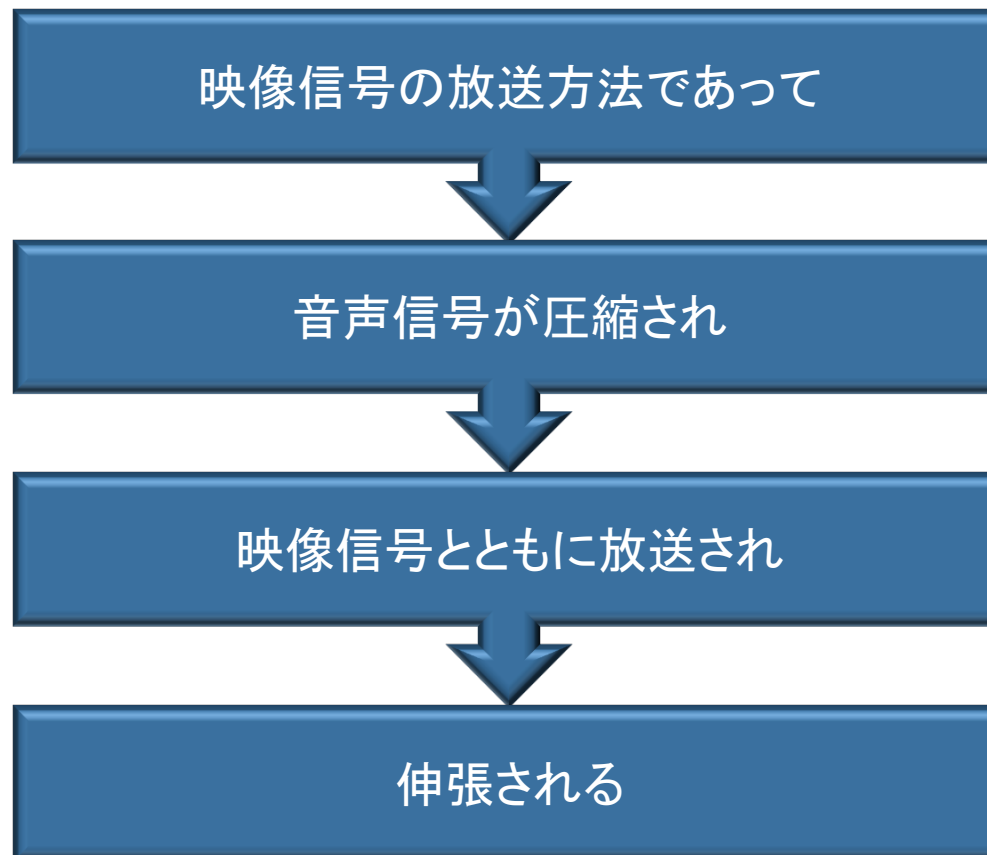 映像信号の放送方法であって
音声信号が圧縮され
映像信号とともに放送され
伸張される